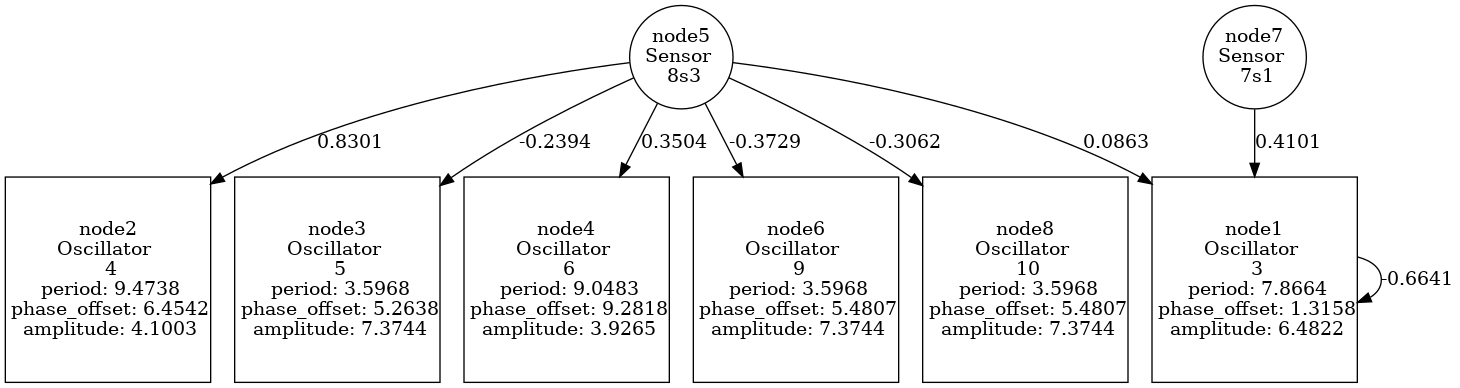 node5
Sensor
8s3
node7
Sensor
7s1
0.8301
-0.2394
0.3504
-0.3729
-0.3062
0.0863
0.4101
node2
Oscillator
4
period: 9.4738
phase_offset: 6.4542
amplitude: 4.1003
node3
Oscillator
5
period: 3.5968
phase_offset: 5.2638
amplitude: 7.3744
node4
Oscillator
6
period: 9.0483
phase_offset: 9.2818
amplitude: 3.9265
node6
Oscillator
9
period: 3.5968
phase_offset: 5.4807
amplitude: 7.3744
node8
Oscillator
10
period: 3.5968
phase_offset: 5.4807
amplitude: 7.3744
node1
Oscillator
3
period: 7.8664
phase_offset: 1.3158
amplitude: 6.4822
-0.6641